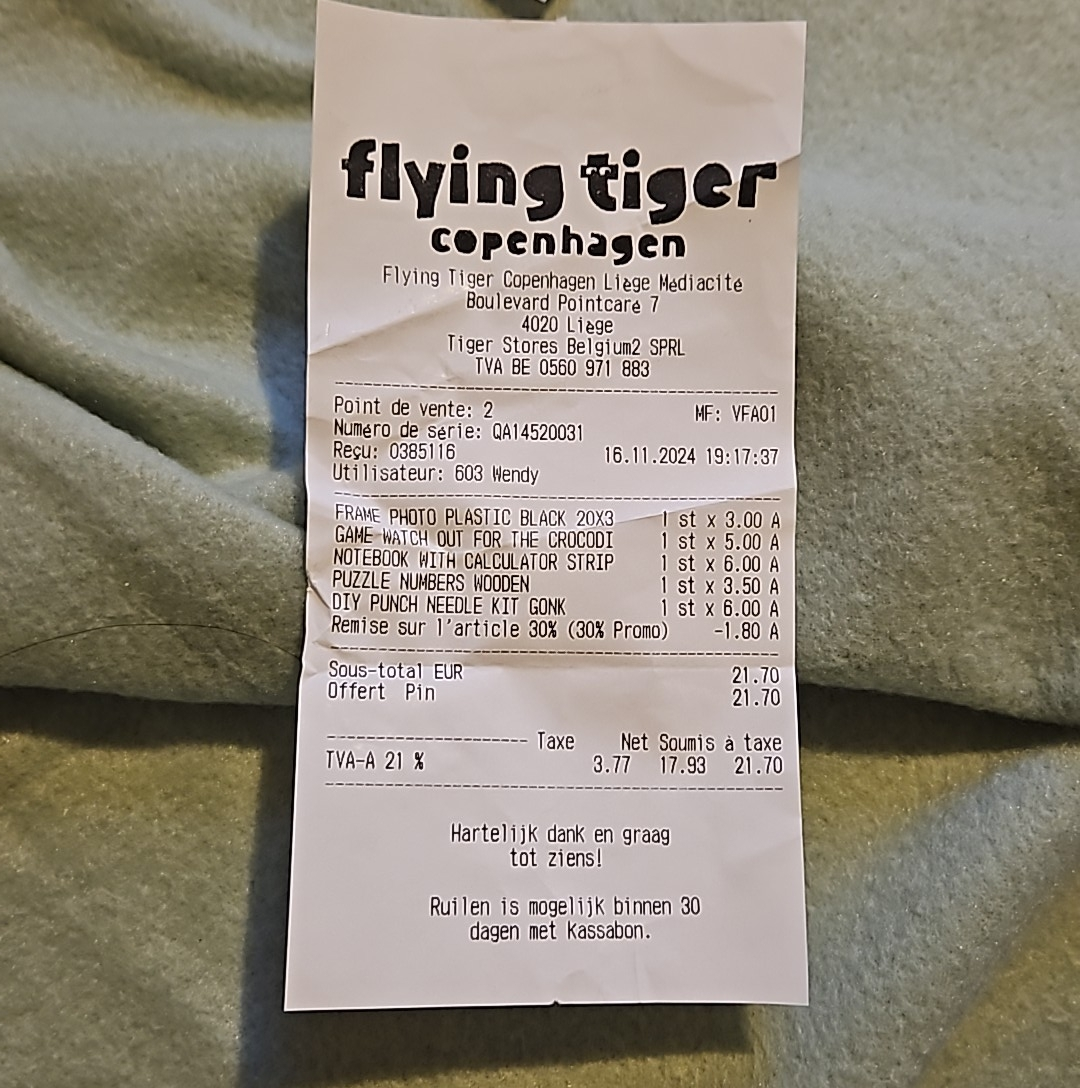 flying tiger
copenhagen
Flying Tiger Copenhagen Liège Médiacité
Boulevard Pointcaré 7
4020 Liège
Tiger Stores Belgium2 SPRL
TVA BE 0560 971 883
Point de vente: 2 MF: VFA01
Numéro de série: QA14520031
Reçu: 0385116 16.11.2024 19:17:37
Utilisateur: 603 Wendy
FRAME PHOTO PLASTIC BLACK 20X3 1 st x 3.00 A
GAME WATCH OUT FOR THE CROCODI 1 st x 5.00 A
NOTEBOOK WITH CALCULATOR STRIP 1 st x 6.00 A
PUZZLE NUMBERS WOODEN 1 st x 3.50 A
DIY PUNCH NEEDLE KIT GONK 1 st x 6.00 A
Remise sur l'article 30% (30% Promo) -1.80 A
Sous-total EUR 21.70
Offert Pin 21.70
Taxe Net Soumis à taxe
TVA-A 21 % 3.77 17.93 21.70
Hartelijk dank en graag
tot ziens!
Ruilen is mogelijk binnen 30
dagen met kassabon.